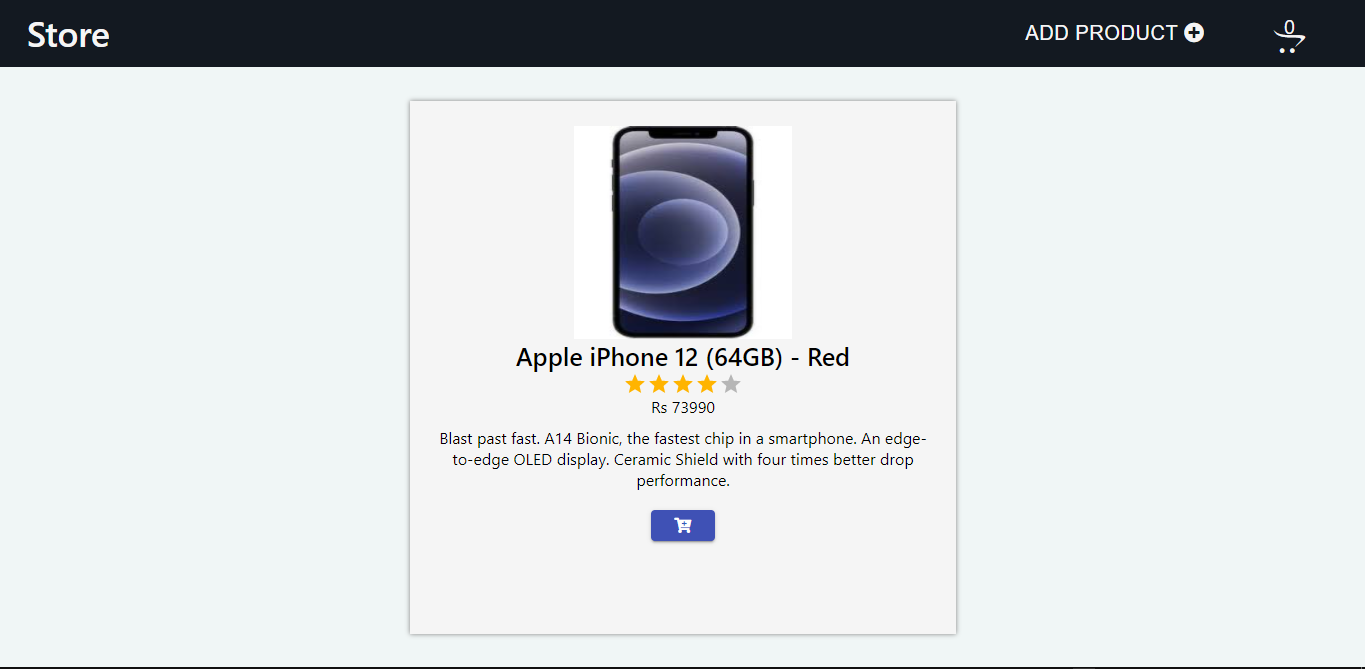 Store
ADD PRODUCT
0
Apple iPhone 12 (64GB) - Red
Rs 73990
Blast past fast. A14 Bionic, the fastest chip in a smartphone. An edge-
to-edge OLED display. Ceramic Shield with four times better drop
performance.